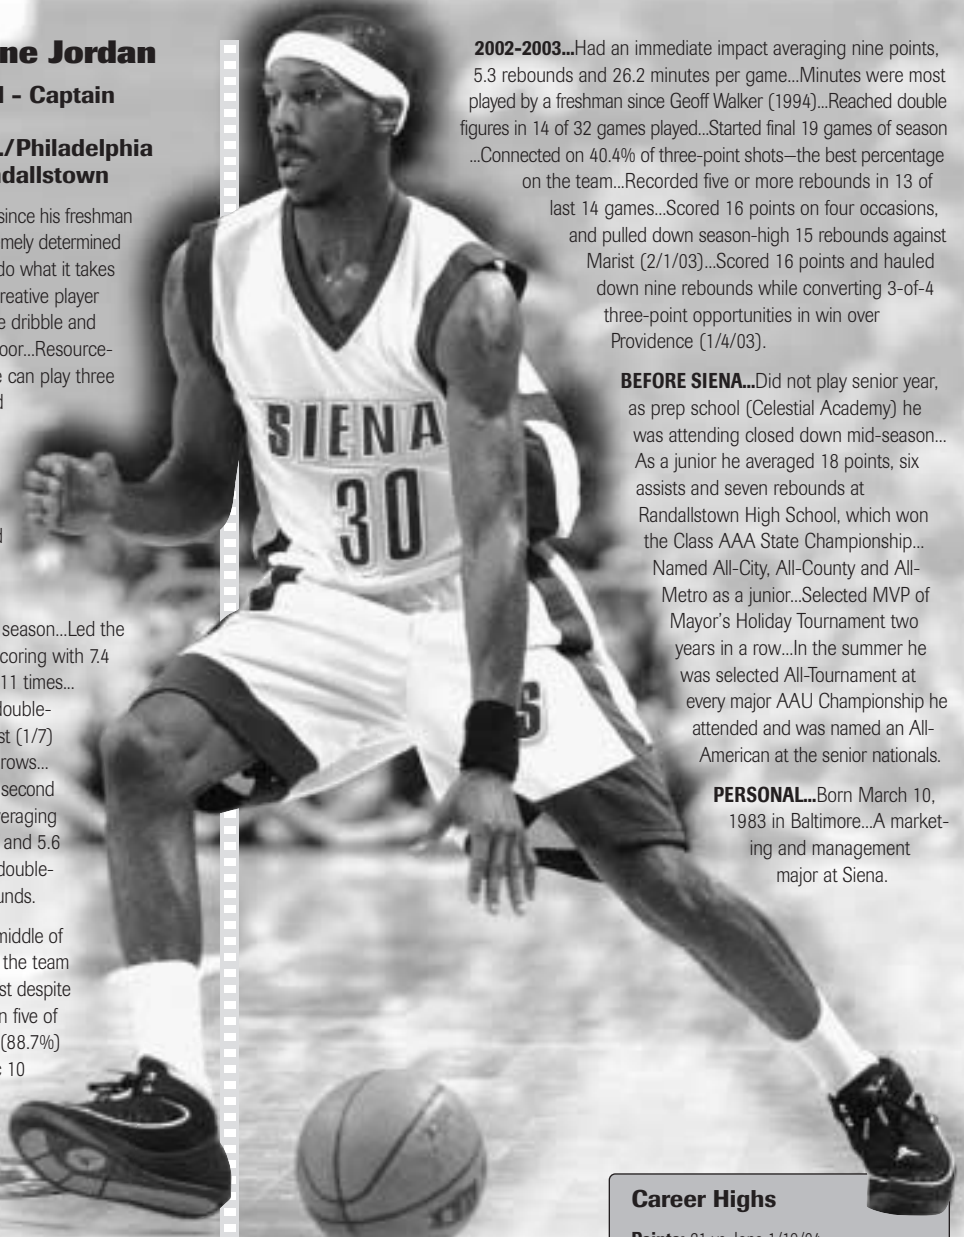 ne Jordan
- Captain
./Philadelphia
dallstown
since his freshman
mely determined
do what it takes
reative player
e dribble and
oor...Resource-
e can play three
d
d
season...Led the
coring with 7.4
11 times...
double-
st (1/7)
rows...
second
eraging
and 5.6
double-
unds.
middle of
the team
st despite
n five of
(88.7%)
c 10
SIENA
30
S
2002-2003...Had an immediate impact averaging nine points,
5.3 rebounds and 26.2 minutes per game...Minutes were most
played by a freshman since Geoff Walker (1994)...Reached double
figures in 14 of 32 games played...Started final 19 games of season
...Connected on 40.4% of three-point shots—the best percentage
on the team...Recorded five or more rebounds in 13 of
last 14 games...Scored 16 points on four occasions,
and pulled down season-high 15 rebounds against
Marist (2/1/03)...Scored 16 points and hauled
down nine rebounds while converting 3-of-4
three-point opportunities in win over
Providence (1/4/03).
BEFORE SIENA...Did not play senior year,
as prep school (Celestial Academy) he
was attending closed down mid-season...
As a junior he averaged 18 points, six
assists and seven rebounds at
Randallstown High School, which won
the Class AAA State Championship...
Named All-City, All-County and All-
Metro as a junior...Selected MVP of
Mayor's Holiday Tournament two
years in a row...In the summer he
was selected All-Tournament at
every major AAU Championship he
attended and was named an All-
American at the senior nationals.
PERSONAL...Born March 10,
1983 in Baltimore...A market-
ing and management
major at Siena.
Career Highs